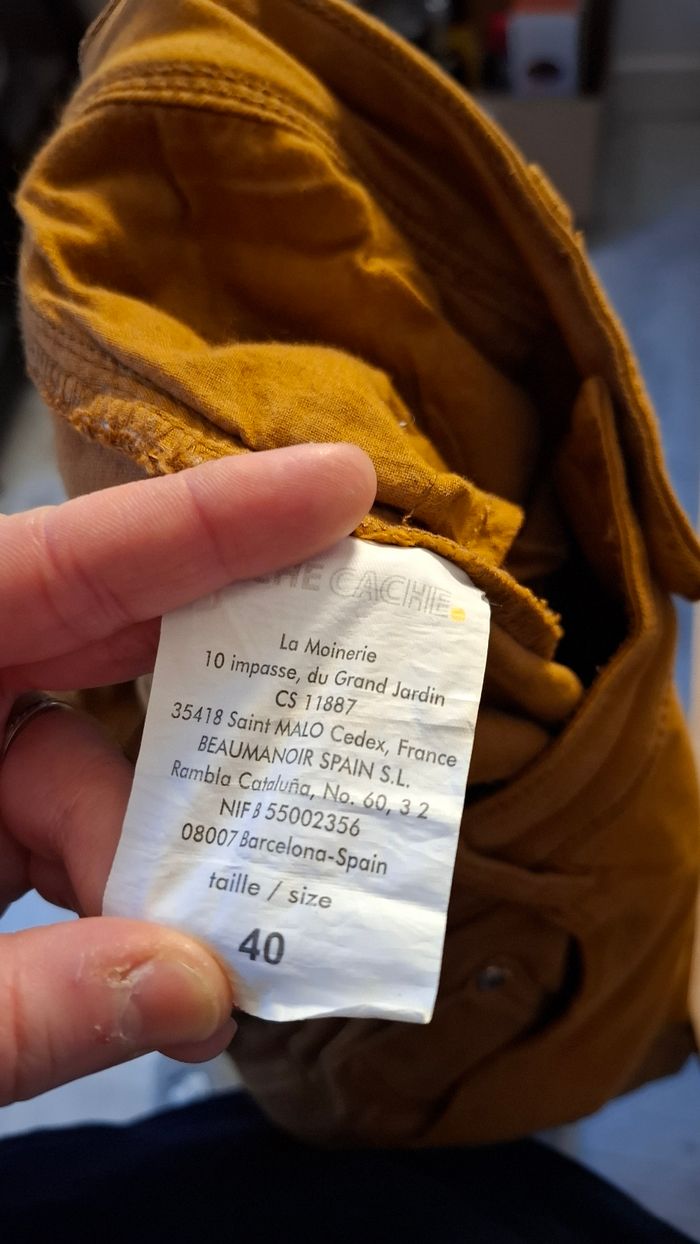 CACHE
La Moinerie
10 impasse, du Grand Jardin
CS 11887
35418 Saint MALO Cedex, France
BEAUMANOIR SPAIN S.L.
Rambla Cataluña, No. 60, 3 2
NIF B 55002356
08007 Barcelona-Spain
taille / size
40